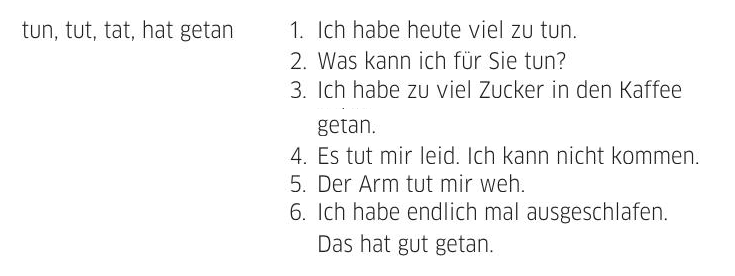 tun, tut, tat, hat getan
1. Ich habe heute viel zu tun.
2. Was kann ich für Sie tun?
3. Ich habe zu viel Zucker in den Kaffee
getan.
4. Es tut mir leid. Ich kann nicht kommen.
5. Der Arm tut mir weh.
6. Ich habe endlich mal ausgeschlafen.
Das hat gut getan.